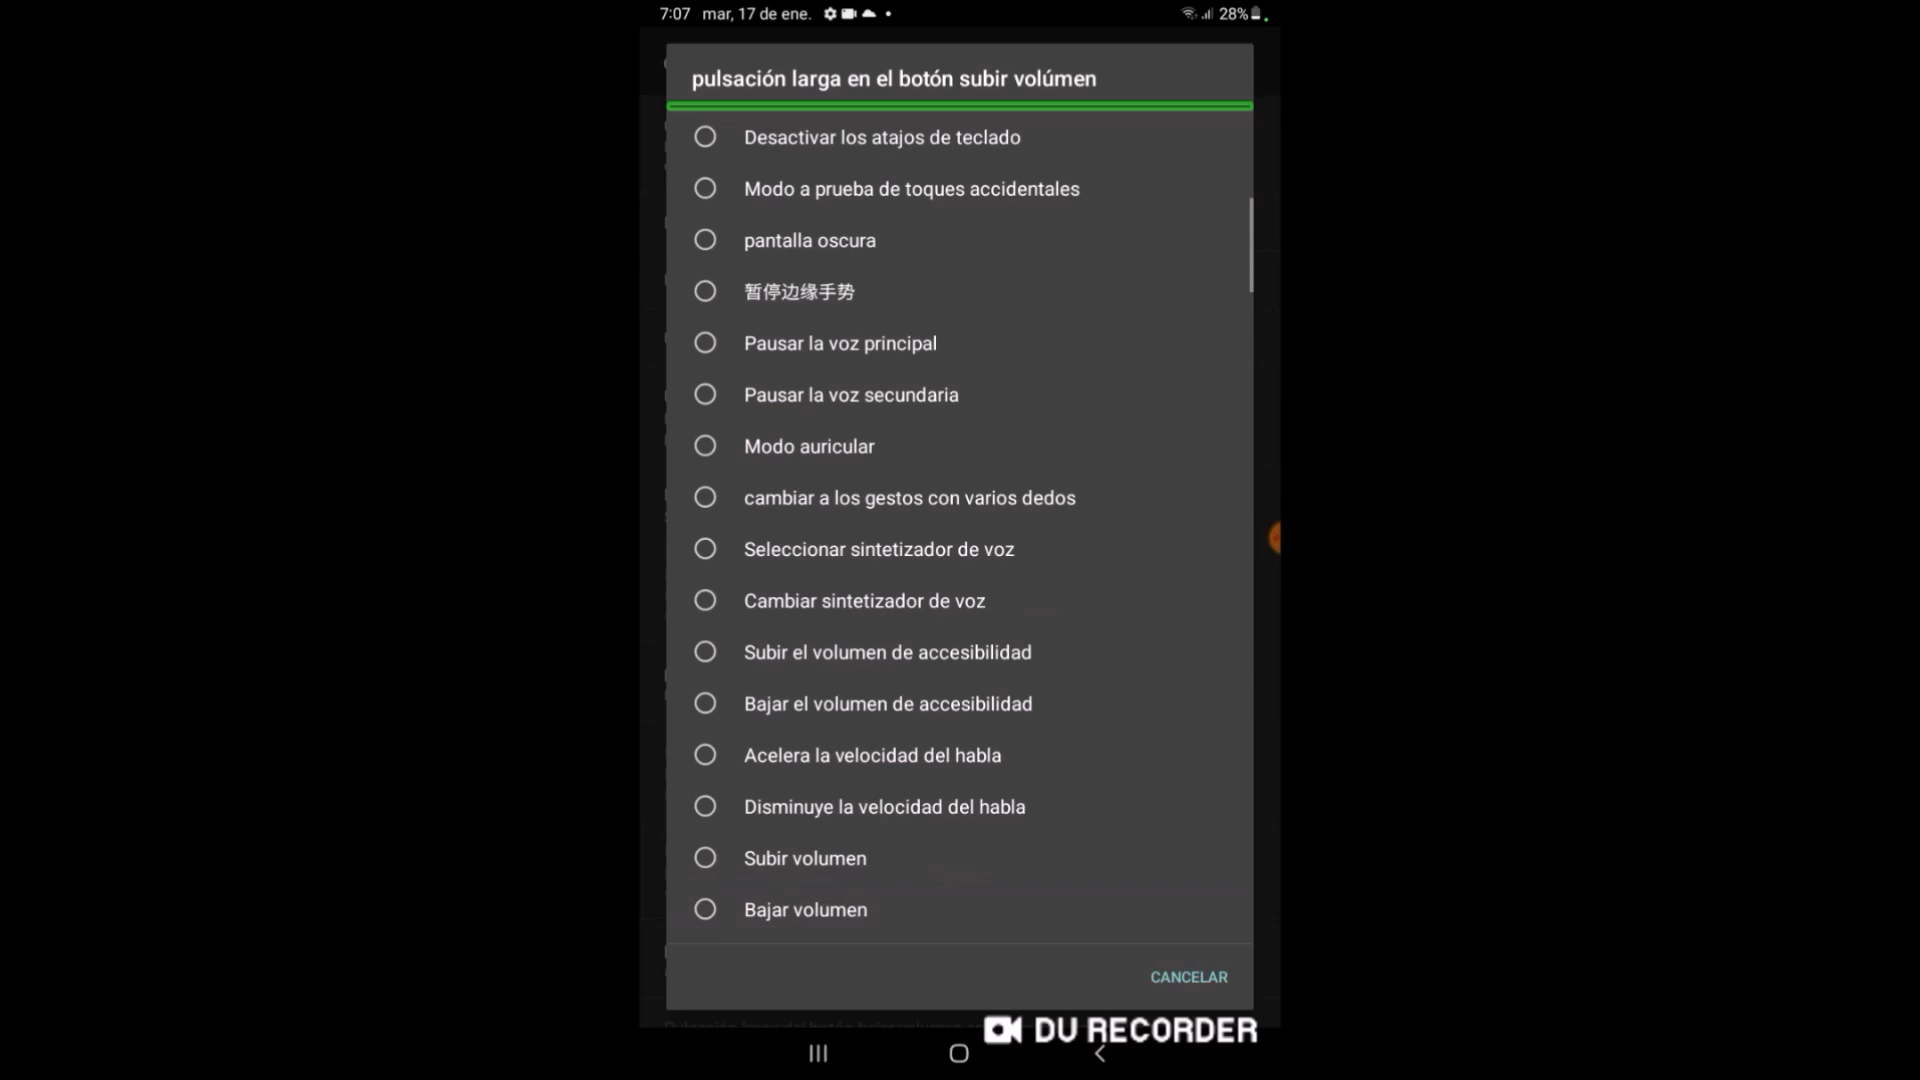 7:07 mar, 17 de ene. 28%
pulsación larga en el botón subir volúmen
Desactivar los atajos de teclado
Modo a prueba de toques accidentales
pantalla oscura
暂停边缘手势
Pausar la voz principal
Pausar la voz secundaria
Modo auricular
cambiar a los gestos con varios dedos
Seleccionar sintetizador de voz
Cambiar sintetizador de voz
Subir el volumen de accesibilidad
Bajar el volumen de accesibilidad
Acelera la velocidad del habla
Disminuye la velocidad del habla
Subir volumen
Bajar volumen
CANCELAR
DU RECORDER